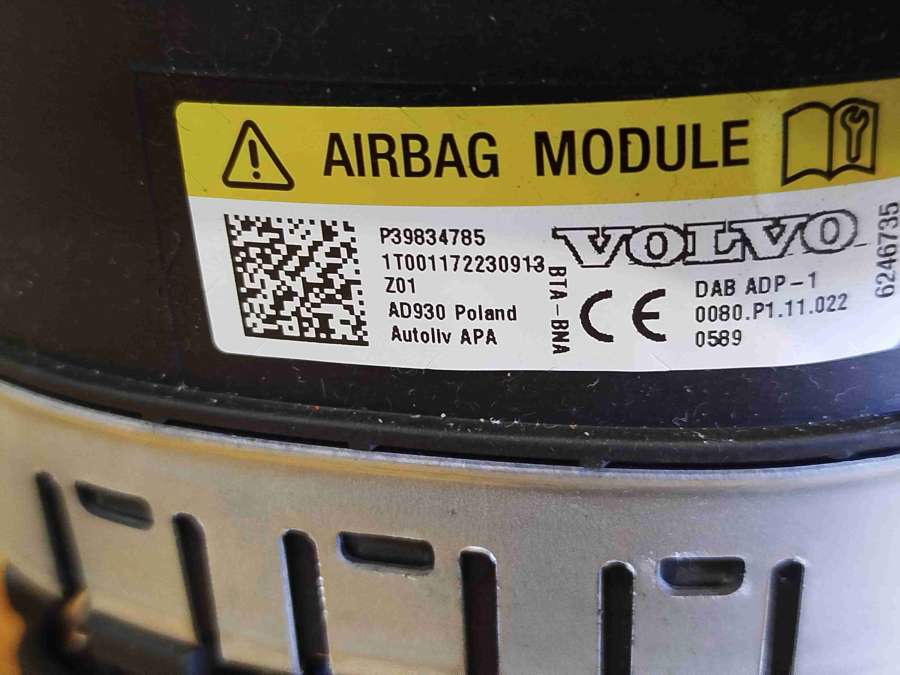 AIRBAG MODULE
P39834785
1T001172230913
Z01
AD930 Poland
Autoliv APA
BTA-BNA
VOLVO
CE
DAB ADP-1
0080.P1.11.022
0589
6246735